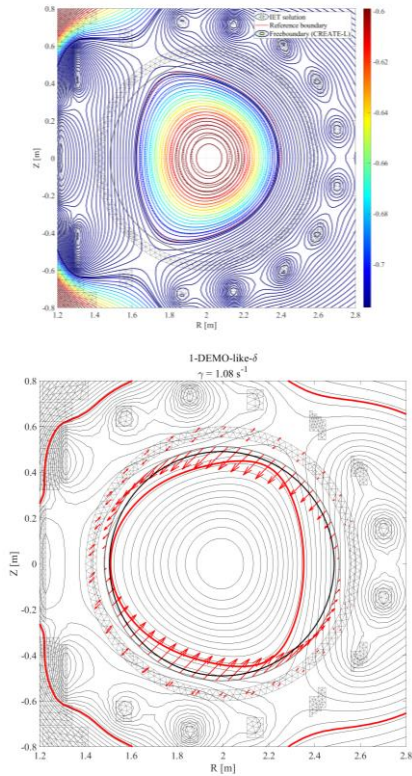 IET solution
Reference boundary
Freeboundary (CREATE-L)
0.8
0.6
0.4
0.2
0
-0.2
-0.4
-0.6
-0.8
Z [m]
1.2 1.4 1.6 1.8 2 2.2 2.4 2.6 2.8
R [m]
-0.6
-0.62
-0.64
-0.66
-0.68
-0.7
1-DEMO-like-δ
γ = 1.08 s⁻¹
0.8
0.6
0.4
0.2
0
-0.2
-0.4
-0.6
-0.8
Z [m]
1.2 1.4 1.6 1.8 2 2.2 2.4 2.6 2.8
R [m]